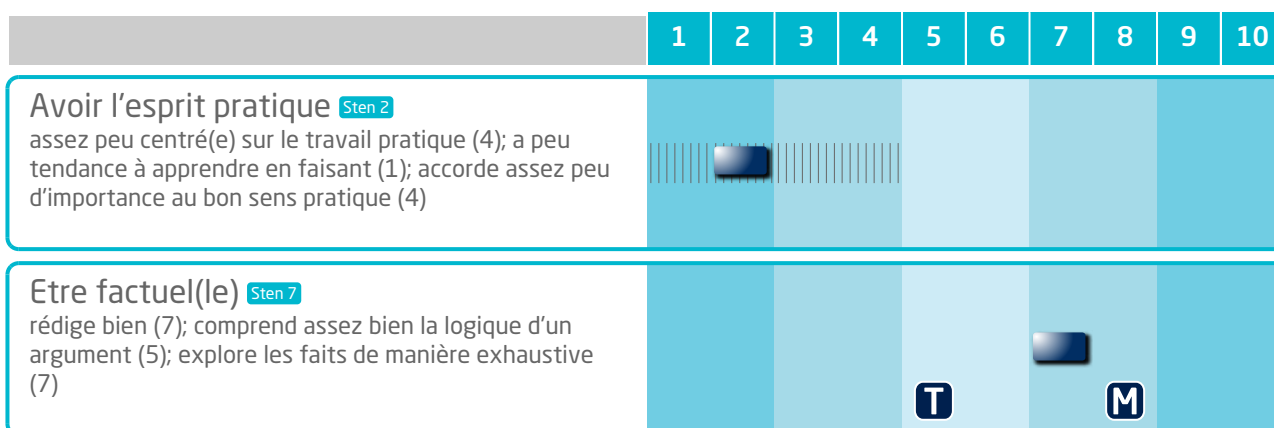 1 2 3 4 5 6 7 8 9 10
Avoir l'esprit pratique Sten 2
assez peu centré(e) sur le travail pratique (4); a peu
tendance à apprendre en faisant (1); accorde assez peu
d'importance au bon sens pratique (4)
Etre factuel(le) Sten 7
rédige bien (7); comprend assez bien la logique d'un
argument (5); explore les faits de manière exhaustive
(7)
T M